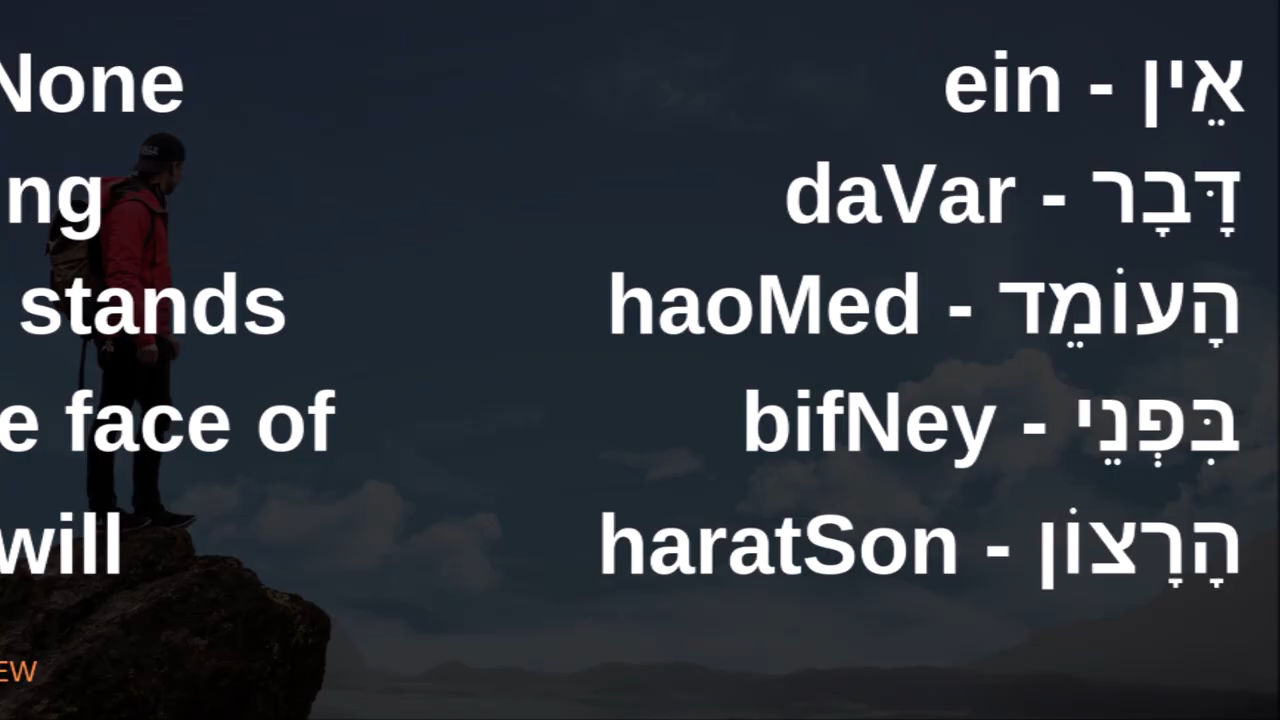 None ein - אֵין
ng daVar - דָּבָר
stands haoMed - הָעוֹמֵד
e face of bifNey - בִּפְנֵי
will haratSon - הָרָצוֹן
EW